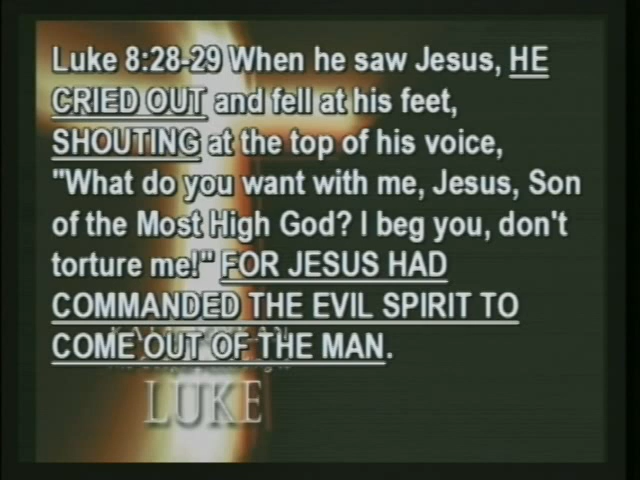 Luke 8:28-29 When he saw Jesus, HE
CRIED OUT and fell at his feet,
SHOUTING at the top of his voice,
"What do you want with me, Jesus, Son
of the Most High God? I beg you, don't
torture me!" FOR JESUS HAD
COMMANDED THE EVIL SPIRIT TO
COME OUT OF THE MAN.
LUKE